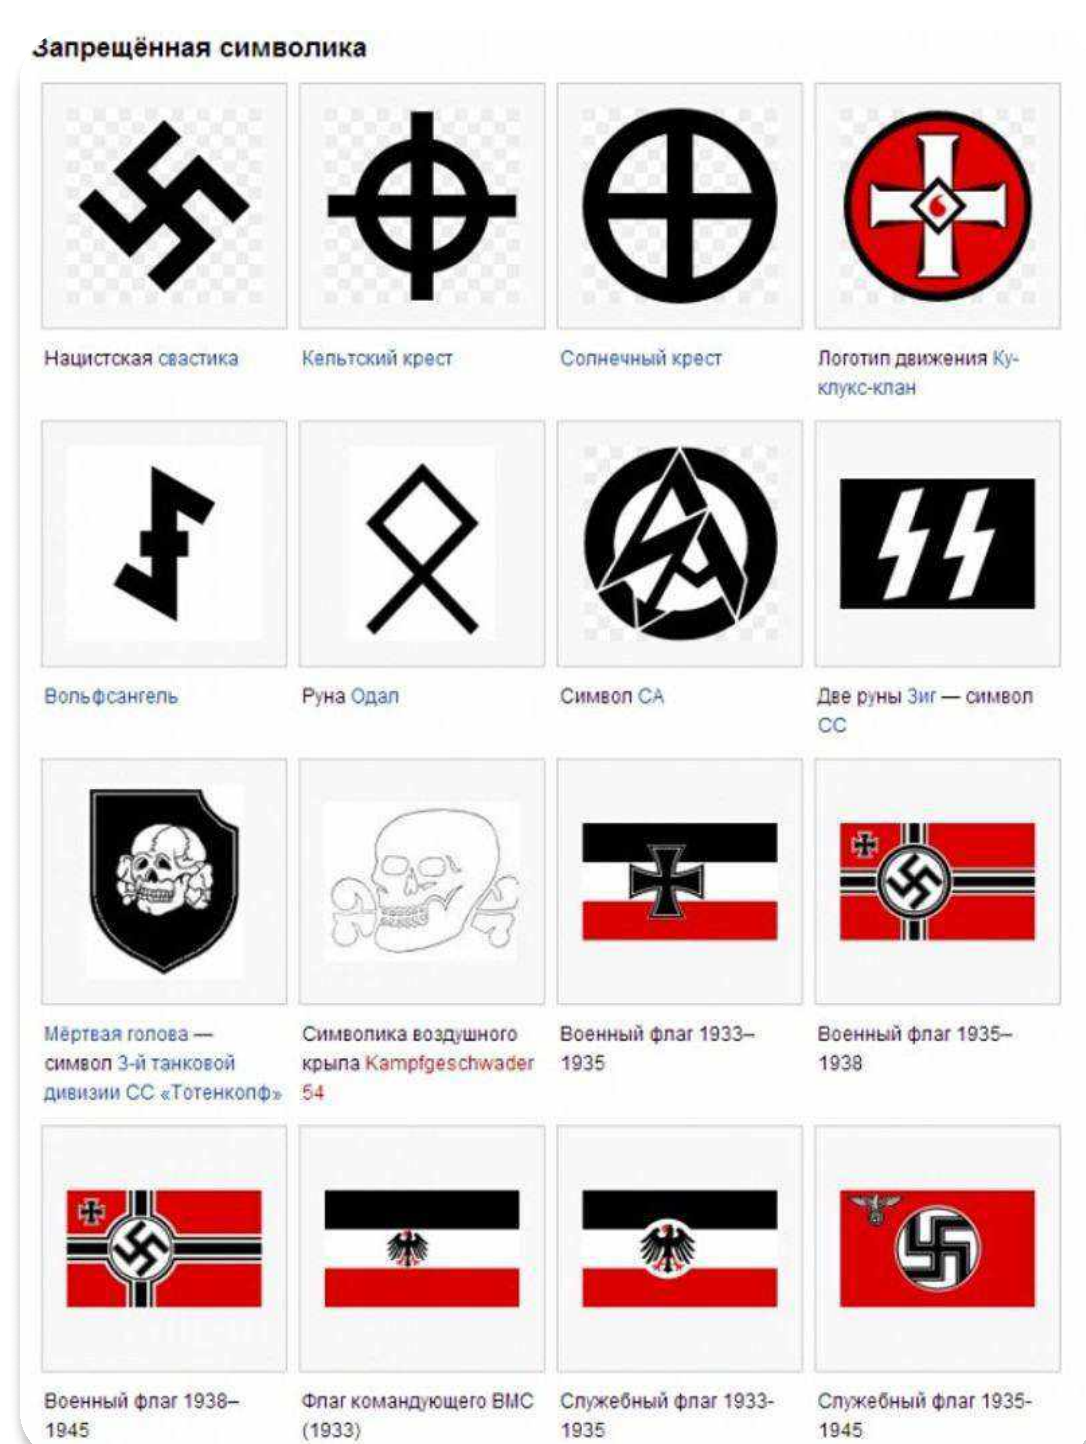 Запрещённая символика
Нацистская свастика
Кельтский крест
Солнечный крест
Логотип движения Ку-
клукс-клан
Вольфсангель
Руна Одал
Символ СА
Две руны Зиг — символ
СС
Мёртвая голова —
символ 3-й танковой
дивизии СС «Тотенкопф»
Символика воздушного
крыла Kampfgeschwader
54
Военный флаг 1933–
1935
Военный флаг 1935–
1938
Военный флаг 1938–
1945
Флаг командующего ВМС
(1933)
Служебный флаг 1933-
1935
Служебный флаг 1935-
1945